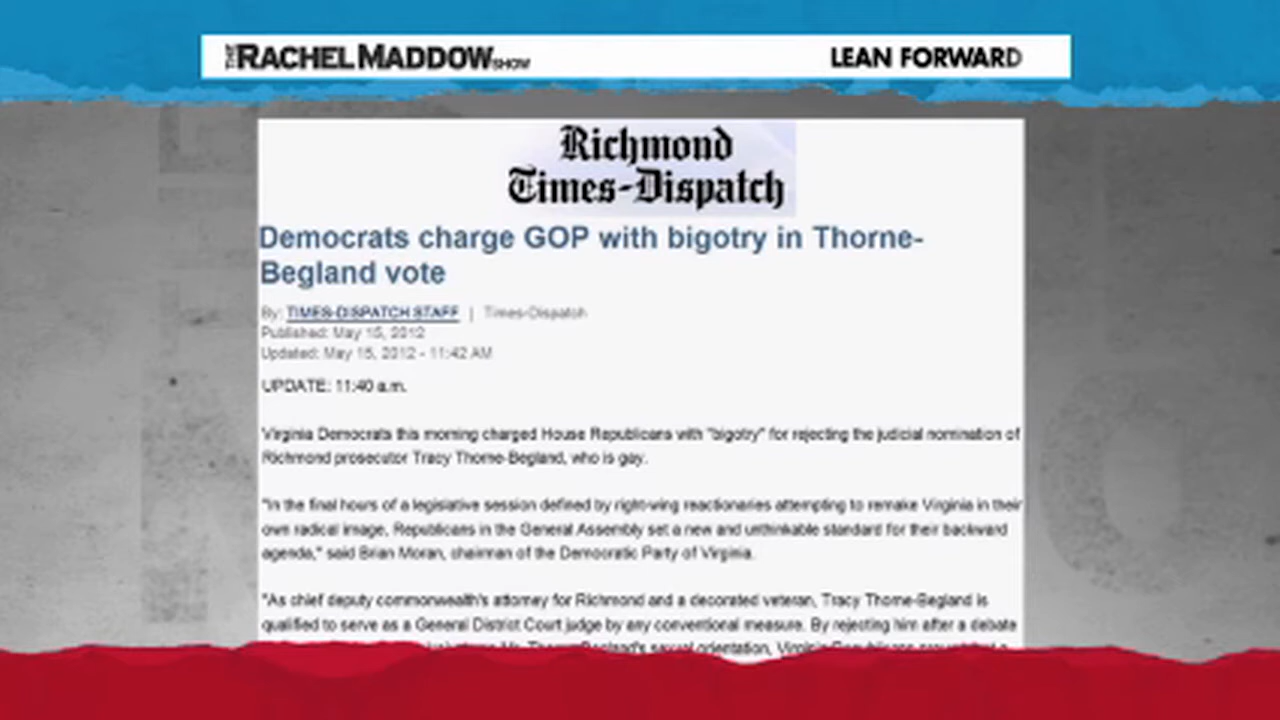 THE RACHEL MADDOW SHOW
LEAN FORWARD
Richmond
Times-Dispatch
Democrats charge GOP with bigotry in Thorne-
Begland vote
By: TIMES-DISPATCH STAFF | Times-Dispatch
Published: May 15, 2012
Updated: May 15, 2012 - 11:42 AM
UPDATE: 11:40 a.m.
Virginia Democrats this morning charged House Republicans with "bigotry" for rejecting the judicial nomination of
Richmond prosecutor Tracy Thorne-Begland, who is gay.
"In the final hours of a legislative session defined by right-wing reactionaries attempting to remake Virginia in their
own radical image, Republicans in the General Assembly set a new and unthinkable standard for their backward
agenda," said Brian Moran, chairman of the Democratic Party of Virginia.
"As chief deputy commonwealth's attorney for Richmond and a decorated veteran, Tracy Thorne-Begland is
qualified to serve as a General District Court judge by any conventional measure. By rejecting him after a debate
Mr. Thorne-Begland's sexual orientation, Virginia Republicans